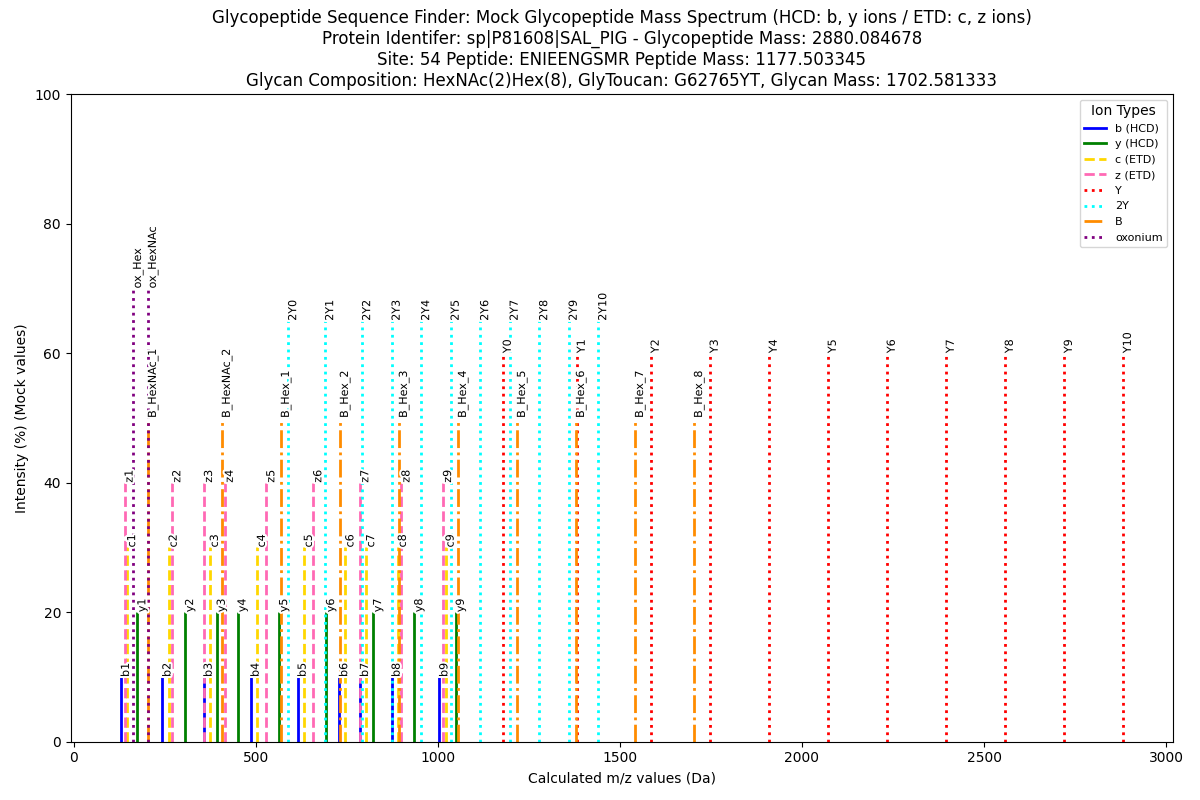 Glycopeptide Sequence Finder: Mock Glycopeptide Mass Spectrum (HCD: b, y ions / ETD: c, z ions)
Protein Identifer: sp|P81608|SAL_PIG - Glycopeptide Mass: 2880.084678
Site: 54 Peptide: ENIEENGSMR Peptide Mass: 1177.503345
Glycan Composition: HexNAc(2)Hex(8), GlyToucan: G62765YT, Glycan Mass: 1702.581333
100
80
60
40
20
0
Intensity (%) (Mock values)
Ion Types
b (HCD)
y (HCD)
c (ETD)
z (ETD)
Y
2Y
B
oxonium
ox_Hex
ox_HexNAc
2Y0
2Y1
2Y2
2Y3
2Y4
2Y5
2Y6
2Y7
2Y8
2Y9
2Y10
Y0
Y1
Y2
Y3
Y4
Y5
Y6
Y7
Y8
Y9
Y10
B_HexNAc_1
B_HexNAc_2
B_Hex_1
B_Hex_2
B_Hex_3
B_Hex_4
B_Hex_5
B_Hex_6
B_Hex_7
B_Hex_8
z1
z2
z3
z4
z5
z6
z7
z8
z9
c1
c2
c3
c4
c5
c6
c7
c8
c9
y1
y2
y3
y4
y5
y6
y7
y8
y9
b1
b2
b3
b4
b5
b6
b7
b8
b9
0
500
1000
1500
2000
2500
3000
Calculated m/z values (Da)